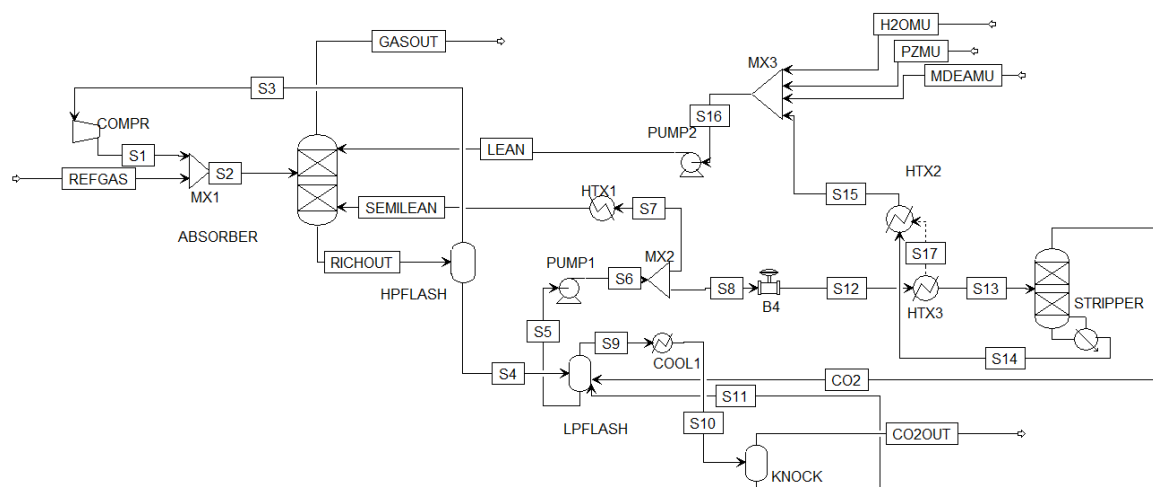 H2OMU
GASOUT
PZMU
MX3
MDEAMU
S3
COMPR
S16
PUMP2
S1
LEAN
REFGAS
S2
HTX2
MX1
S15
HTX1
S7
SEMILEAN
ABSORBER
S17
RICHOUT
MX2
PUMP1
S6
S8
S12
S13
HPFLASH
B4
HTX3
STRIPPER
S5
S9
S14
COOL1
S4
CO2
S11
S10
LPFLASH
CO2OUT
KNOCK